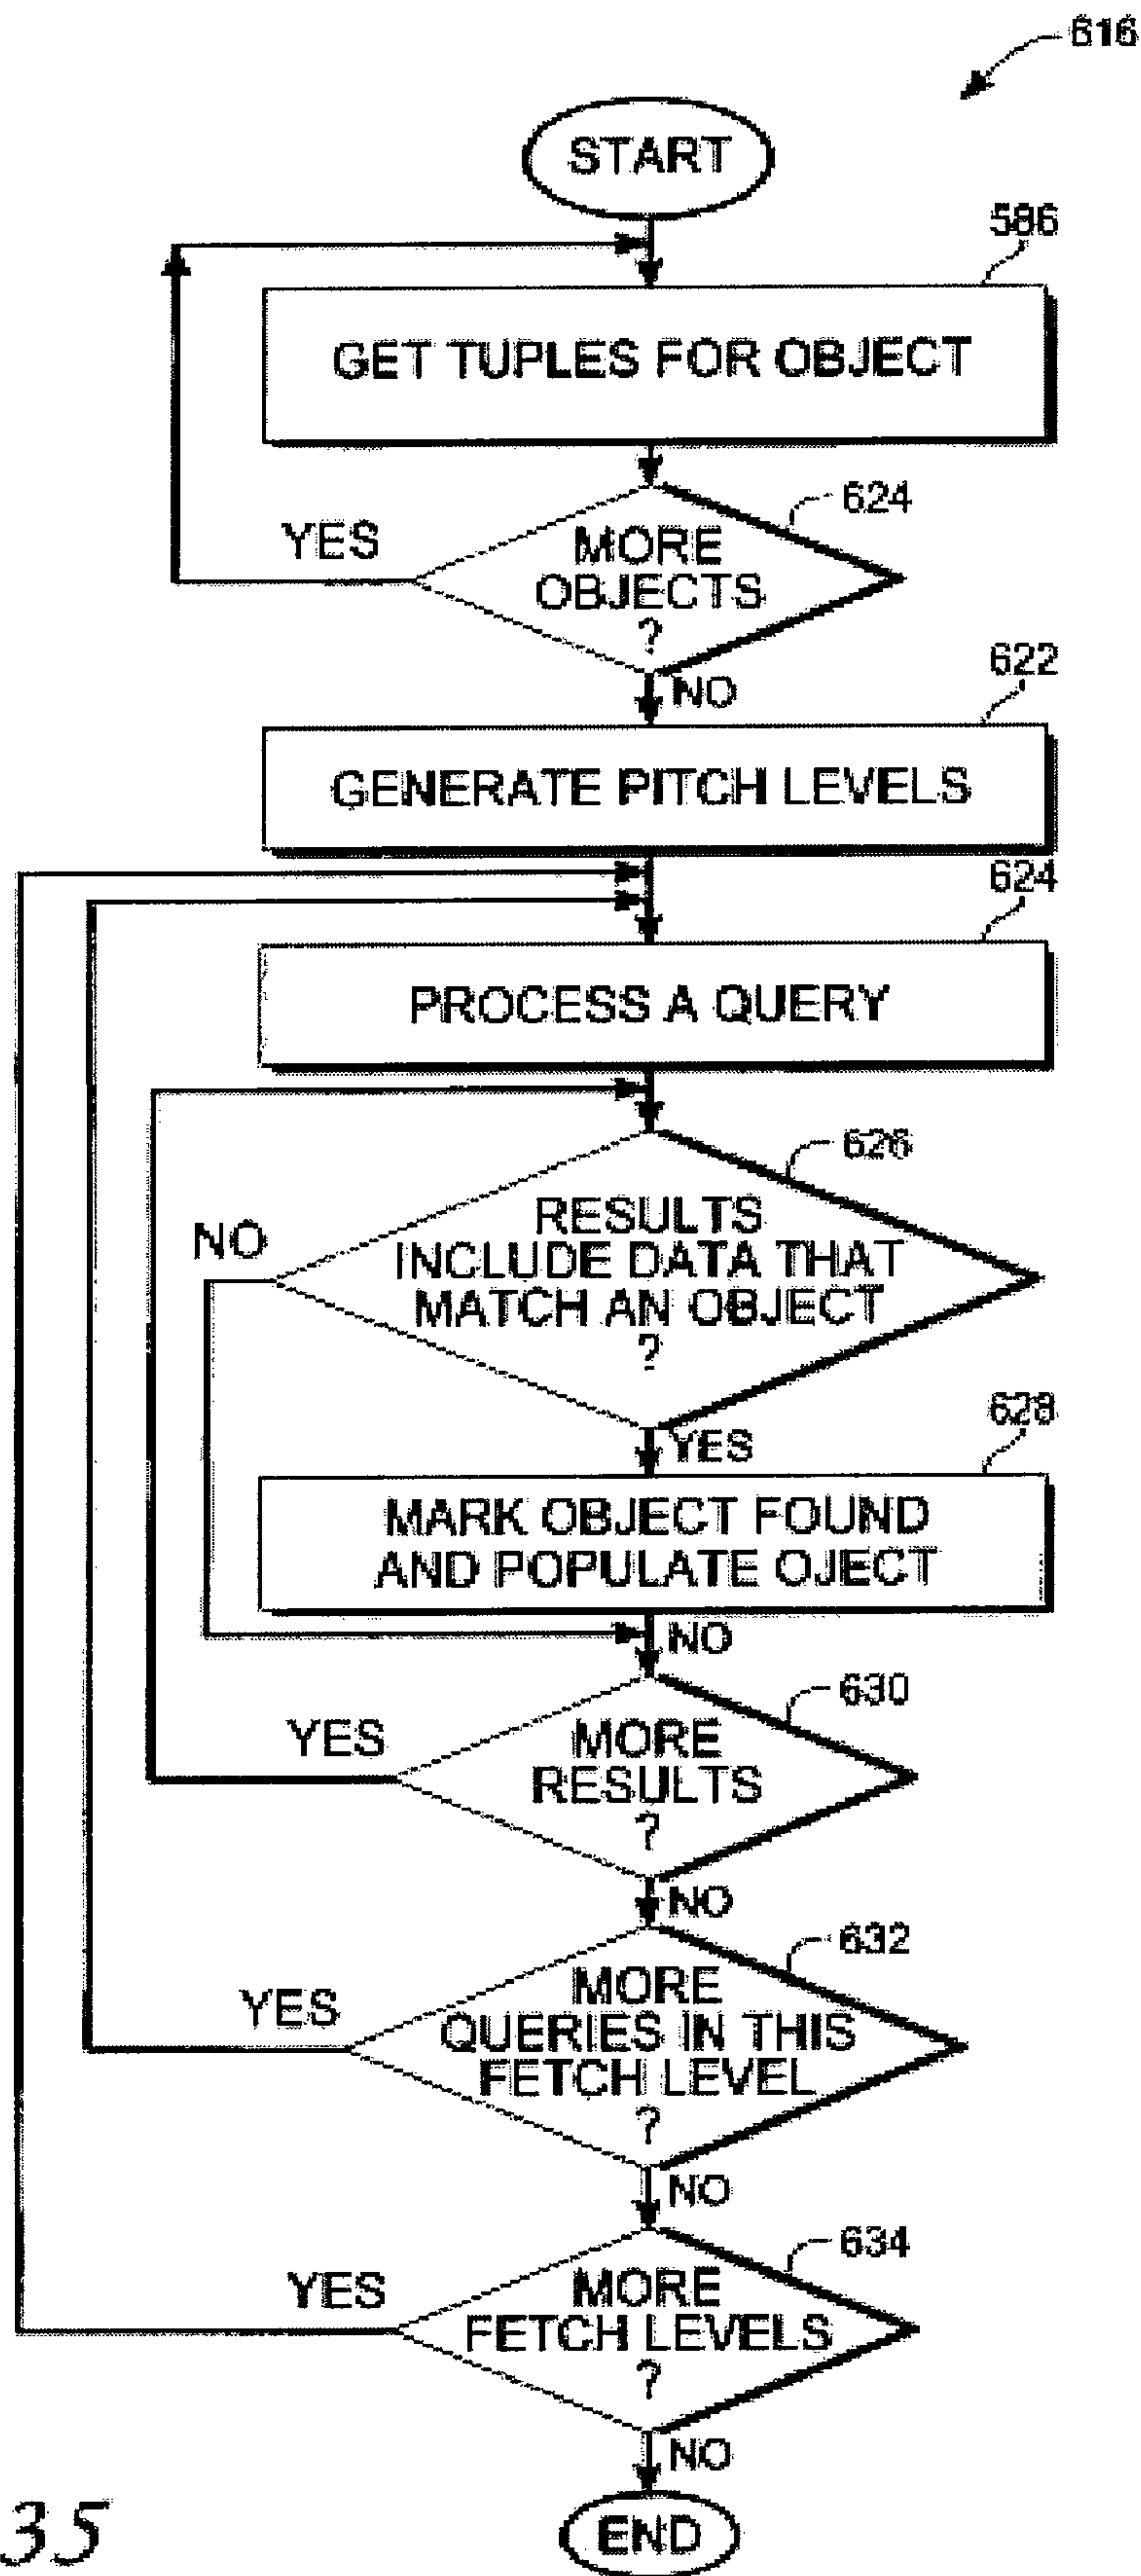 616
START
586
GET TUPLES FOR OBJECT
624
YES
MORE
OBJECTS
?
NO
622
GENERATE PITCH LEVELS
624
PROCESS A QUERY
626
NO
RESULTS
INCLUDE DATA THAT
MATCH AN OBJECT
?
YES
628
MARK OBJECT FOUND
AND POPULATE OJECT
NO
630
YES
MORE
RESULTS
?
NO
632
YES
MORE
QUERIES IN THIS
FETCH LEVEL
?
NO
634
YES
MORE
FETCH LEVELS
?
NO
END
35